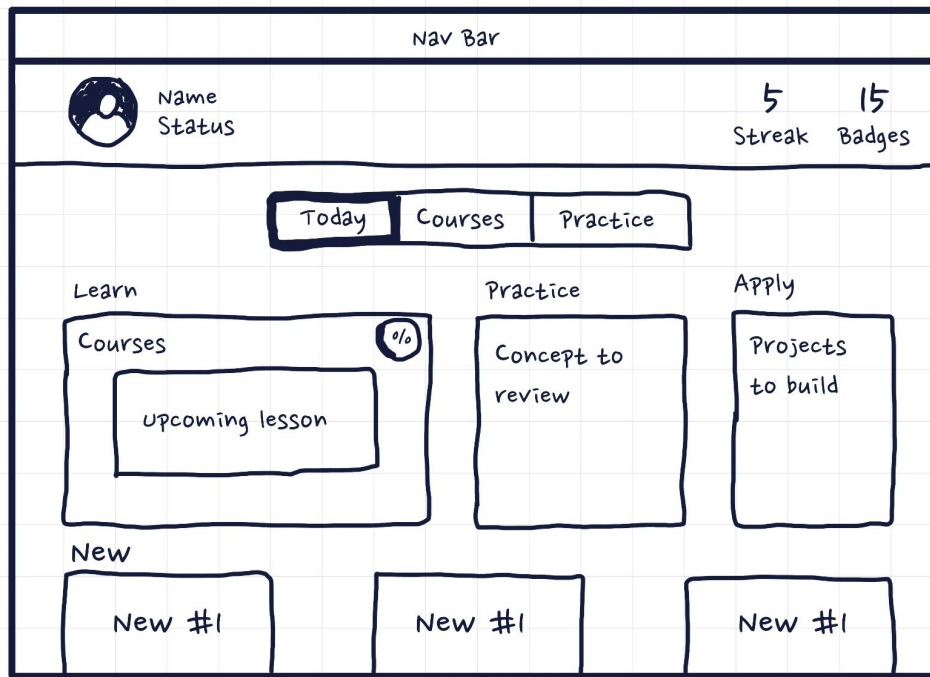 Nav Bar
Name
Status
5
Streak
15
Badges
Today
Courses
Practice
Learn
Courses
%
Upcoming lesson
Practice
Concept to
review
Apply
Projects
to build
New
New #1
New #1
New #1